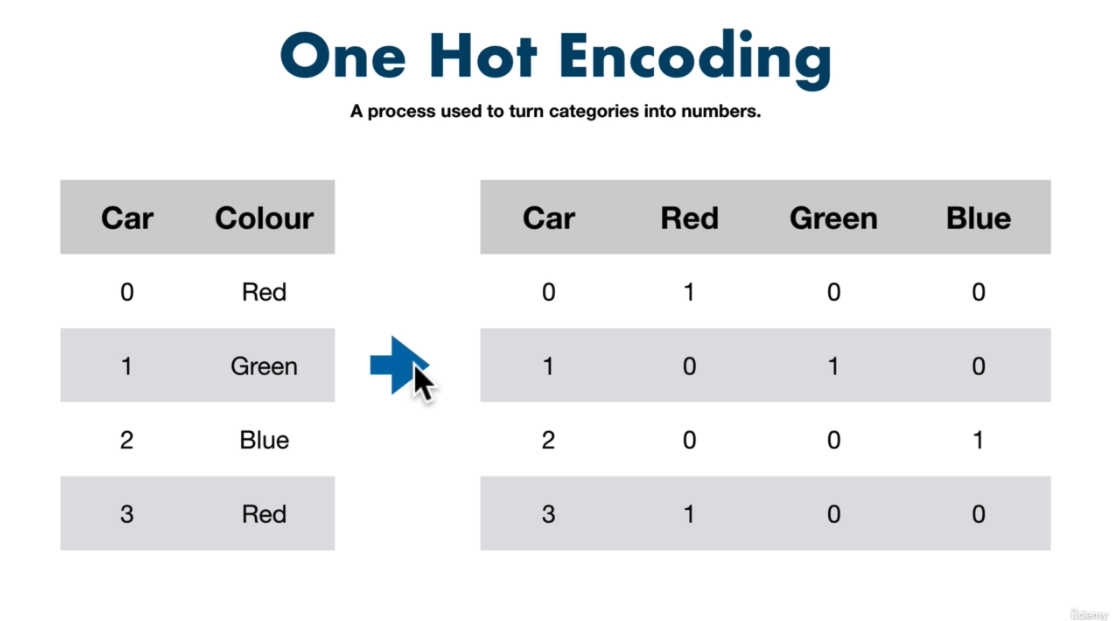 One Hot Encoding
A process used to turn categories into numbers.
Car Colour
0 Red
1 Green
2 Blue
3 Red
Car Red Green Blue
0 1 0 0
1 0 1 0
2 0 0 1
3 1 0 0
ûdemy